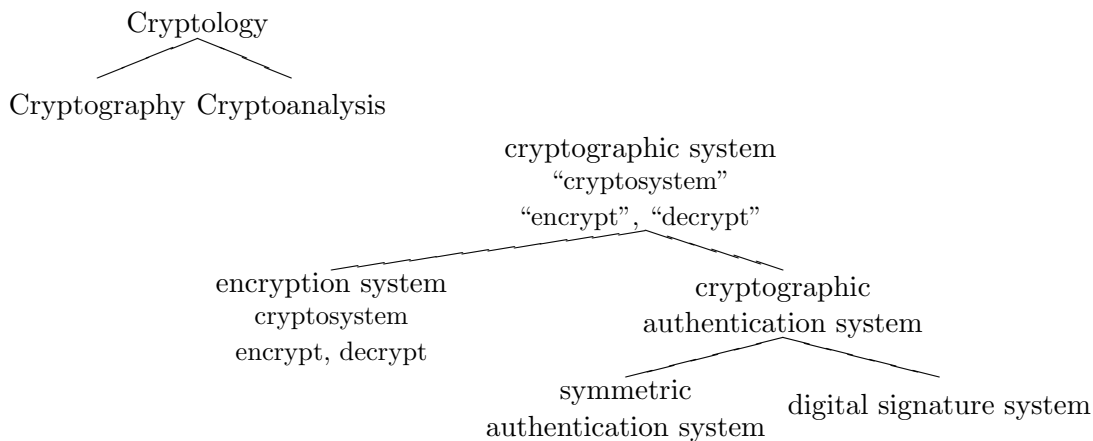 Cryptology
Cryptography Cryptoanalysis
cryptographic system
“cryptosystem”
“encrypt”, “decrypt”
encryption system
cryptosystem
encrypt, decrypt
cryptographic
authentication system
symmetric
authentication system
digital signature system